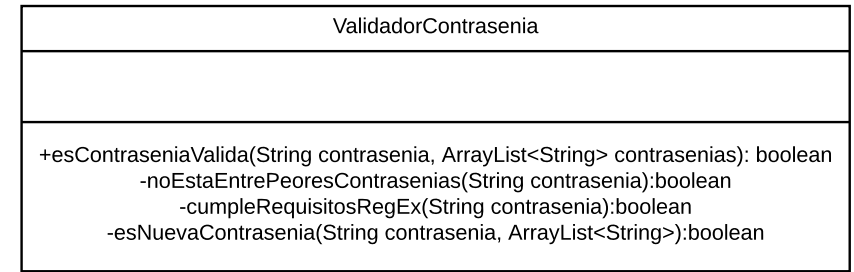 ValidadorContrasenia
+esContraseniaValida(String contrasenia, ArrayList<String> contrasenias): boolean
-noEstaEntrePeoresContrasenias(String contrasenia):boolean
-cumpleRequisitosRegEx(String contrasenia):boolean
-esNuevaContrasenia(String contrasenia, ArrayList<String>):boolean